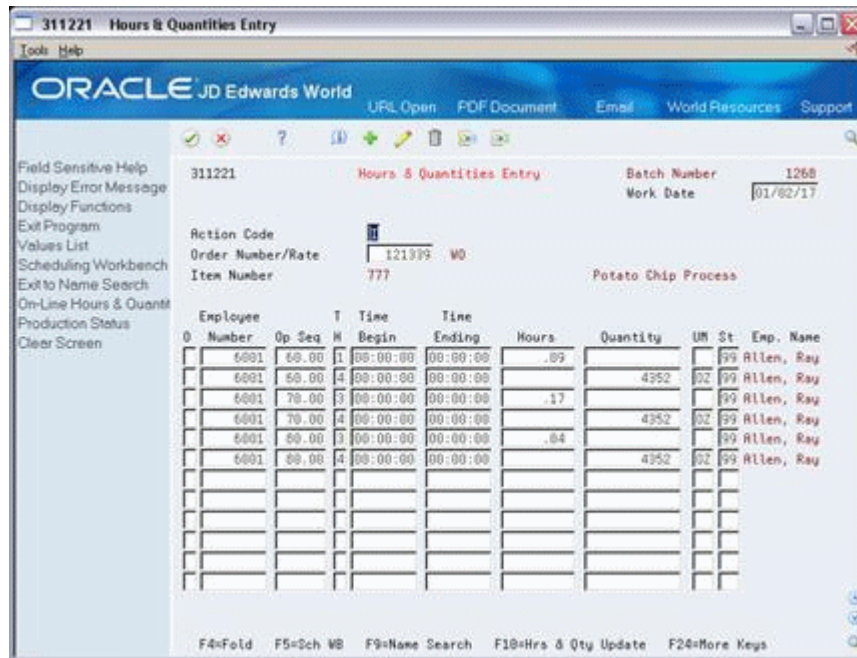 311221 Hours & Quantities Entry
Tools Help
ORACLE JD Edwards World
URL Open PDF Document Email World Resources Support
Field Sensitive Help
Display Error Message
Display Functions
Exit Program
Values List
Scheduling Workbench
Exit to Name Search
On-Line Hours & Quantit
Production Status
Clear Screen
311221 Hours & Quantities Entry Batch Number 1268
Work Date 01/02/17
Action Code I
Order Number/Rate 121339 WO
Item Number 777 Potato Chip Process
Employee T Time Time
O Number Op Seq H Begin Ending Hours Quantity UM St Emp. Name
6001 60.00 1 00:00:00 00:00:00 .09 99 Allen, Ray
6001 60.00 4 00:00:00 00:00:00 4352 OZ 99 Allen, Ray
6001 70.00 3 00:00:00 00:00:00 .17 99 Allen, Ray
6001 70.00 4 00:00:00 00:00:00 4352 OZ 99 Allen, Ray
6001 80.00 3 00:00:00 00:00:00 .04 99 Allen, Ray
6001 80.00 4 00:00:00 00:00:00 4352 OZ 99 Allen, Ray
F4=Fold F5=Sch WB F9=Name Search F10=Hrs & Qty Update F24=More Keys